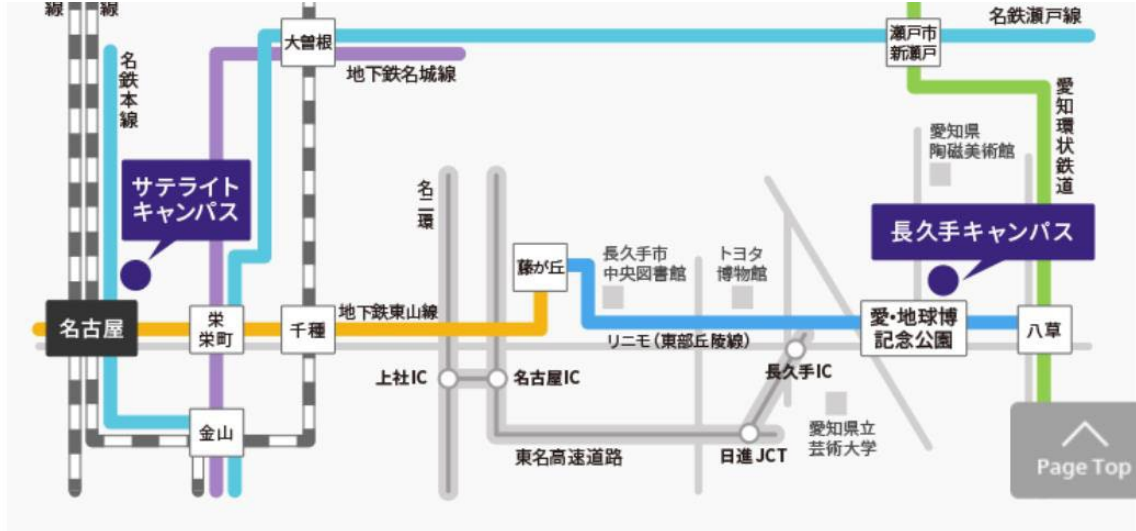 線
線
名鉄瀬戸線
大曽根
瀬戸市
新瀬戸
地下鉄名城線
名鉄本線
愛知環状鉄道
愛知県
陶磁美術館
サテライト
キャンパス
名二環
長久手キャンパス
藤が丘
長久手市
中央図書館
トヨタ
博物館
名古屋
栄
栄町
千種
地下鉄東山線
リニモ（東部丘陵線）
愛・地球博
記念公園
八草
上社IC
名古屋IC
長久手IC
金山
東名高速道路
日進JCT
愛知県立
芸術大学
Page Top